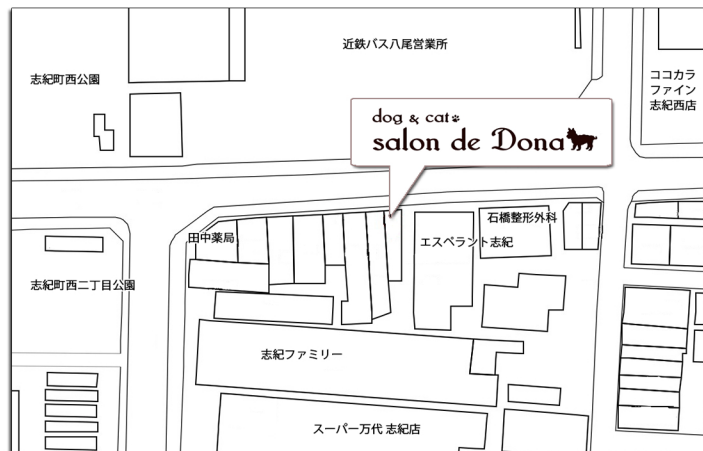 近鉄バス八尾営業所
志紀町西公園
ココカラ
ファイン
志紀西店
dog & cat
salon de Dona
石橋整形外科
田中薬局
エスペラント志紀
志紀町西二丁目公園
志紀ファミリー
スーパー万代 志紀店